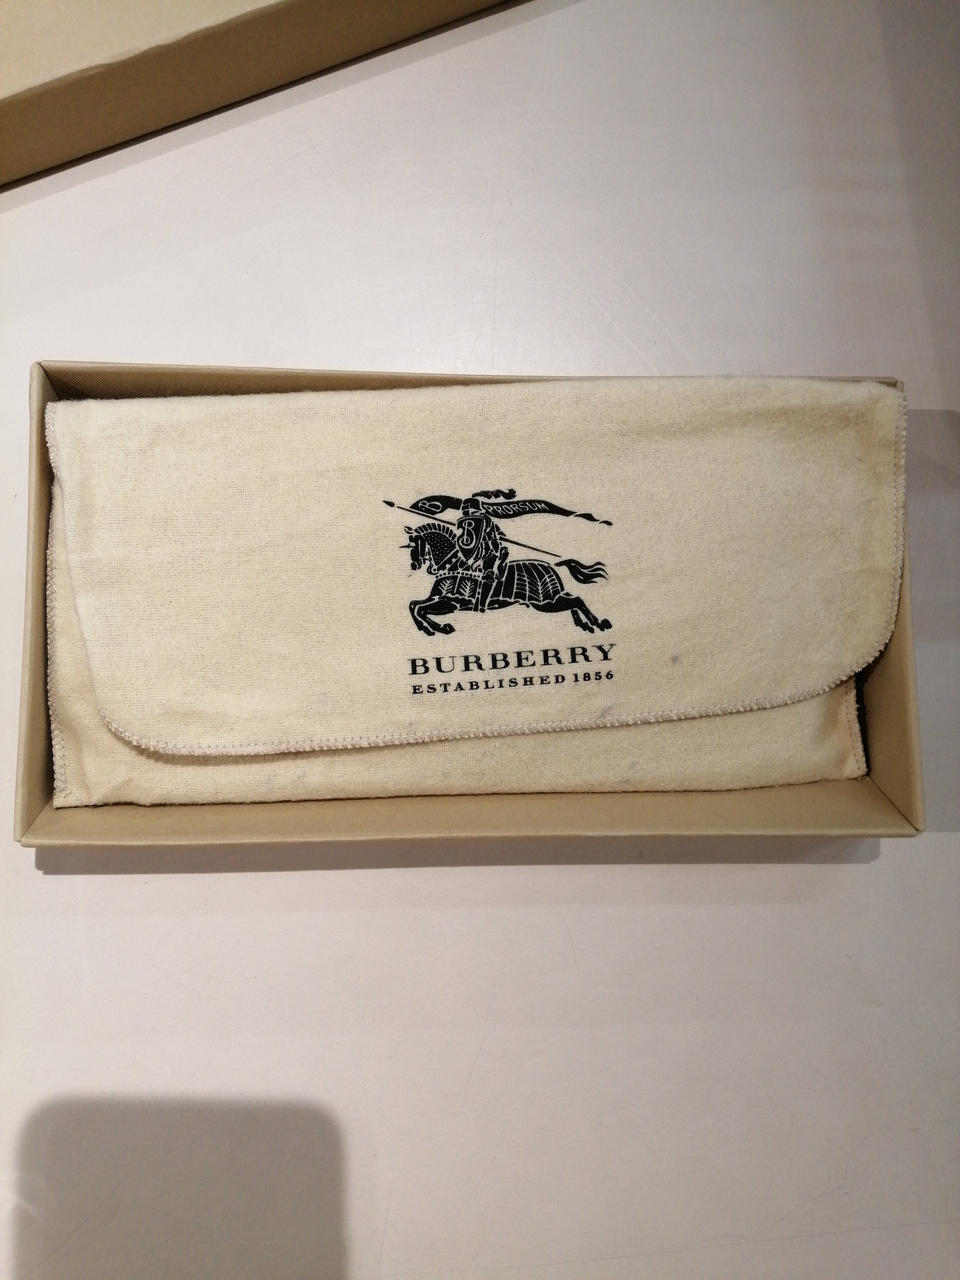 B PRORSUM
B
BURBERRY
ESTABLISHED 1856